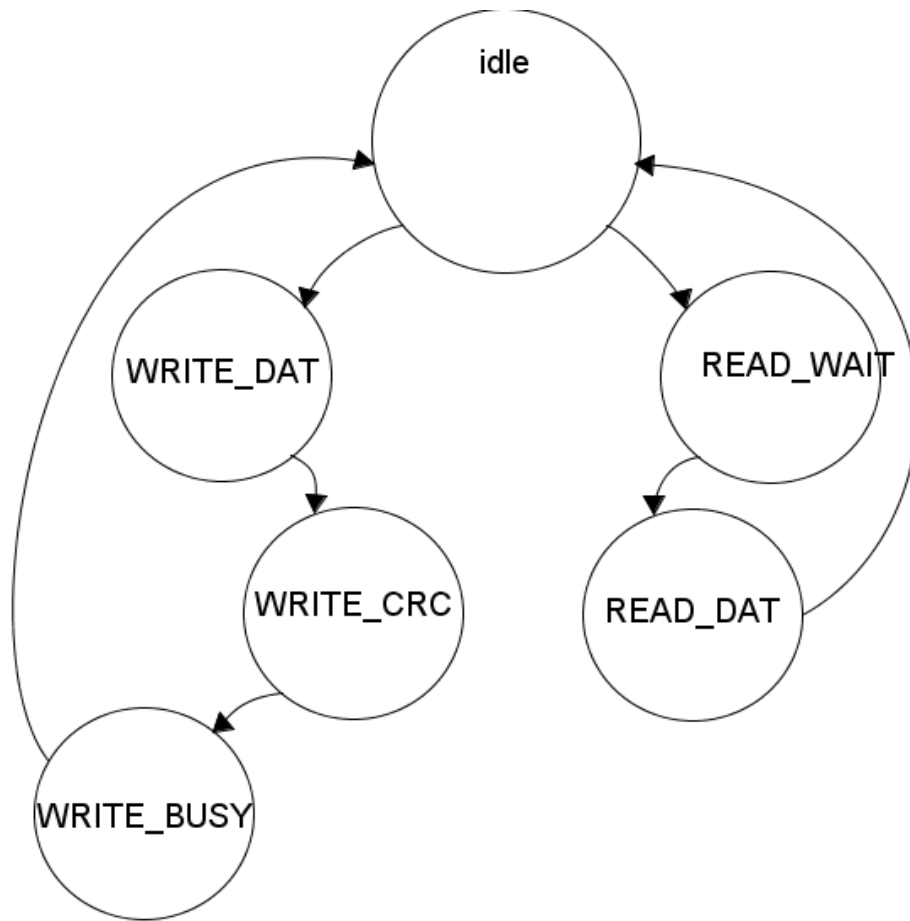 idle
WRITE_DAT
READ_WAIT
WRITE_CRC
READ_DAT
WRITE_BUSY